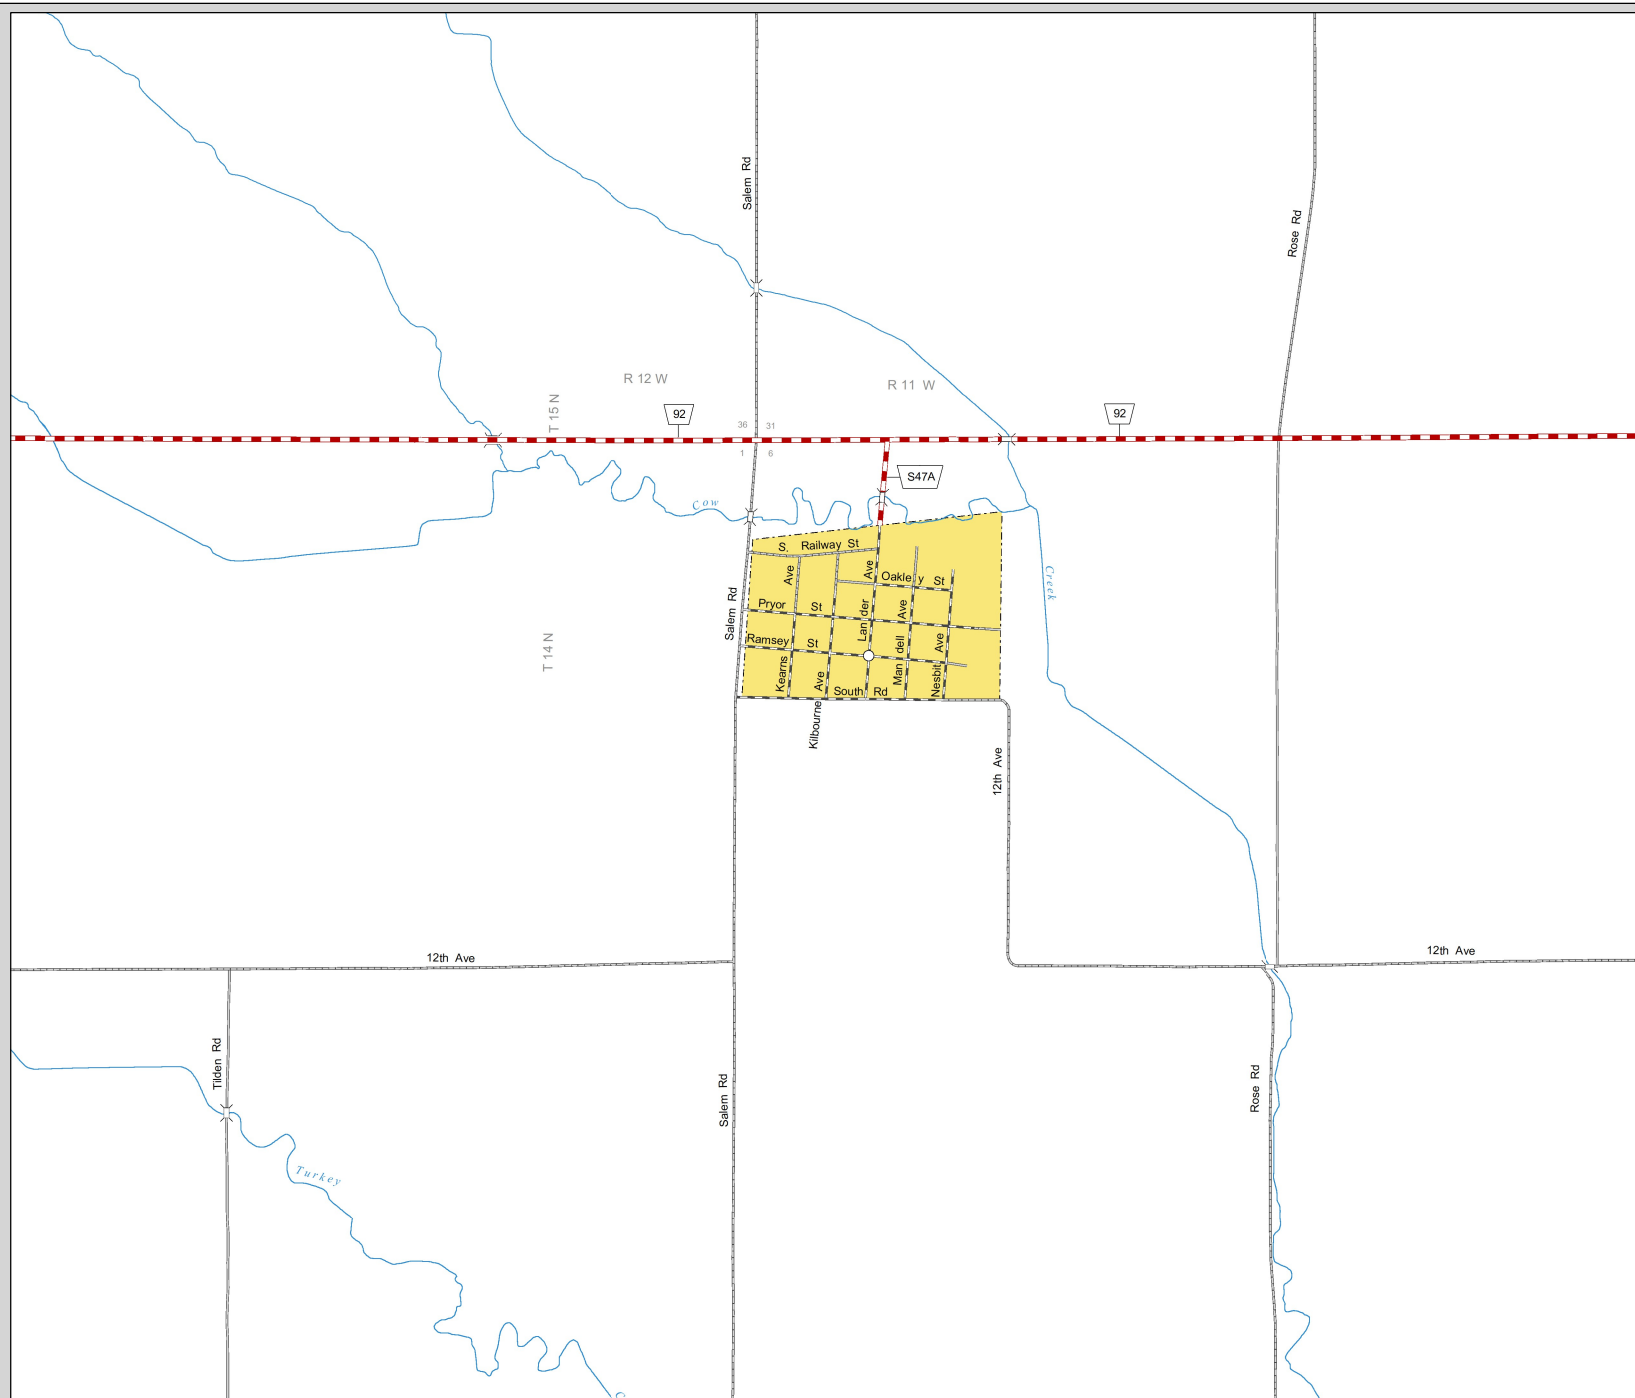 Salem Rd
Rose Rd
R 12 W
R 11 W
T 15 N
92
92
36
31
1
6
S47A
Cow
S. Railway St
Ave
Ave
Oakley St
Creek
Salem Rd
Pryor St
Lander
Ave
T 14 N
Ramsey St
Mandell
Ave
Kearns
Ave
Nesbit
South Rd
Kilbourne
12th Ave
12th Ave
12th Ave
Tilden Rd
Salem Rd
Rose Rd
Turkey